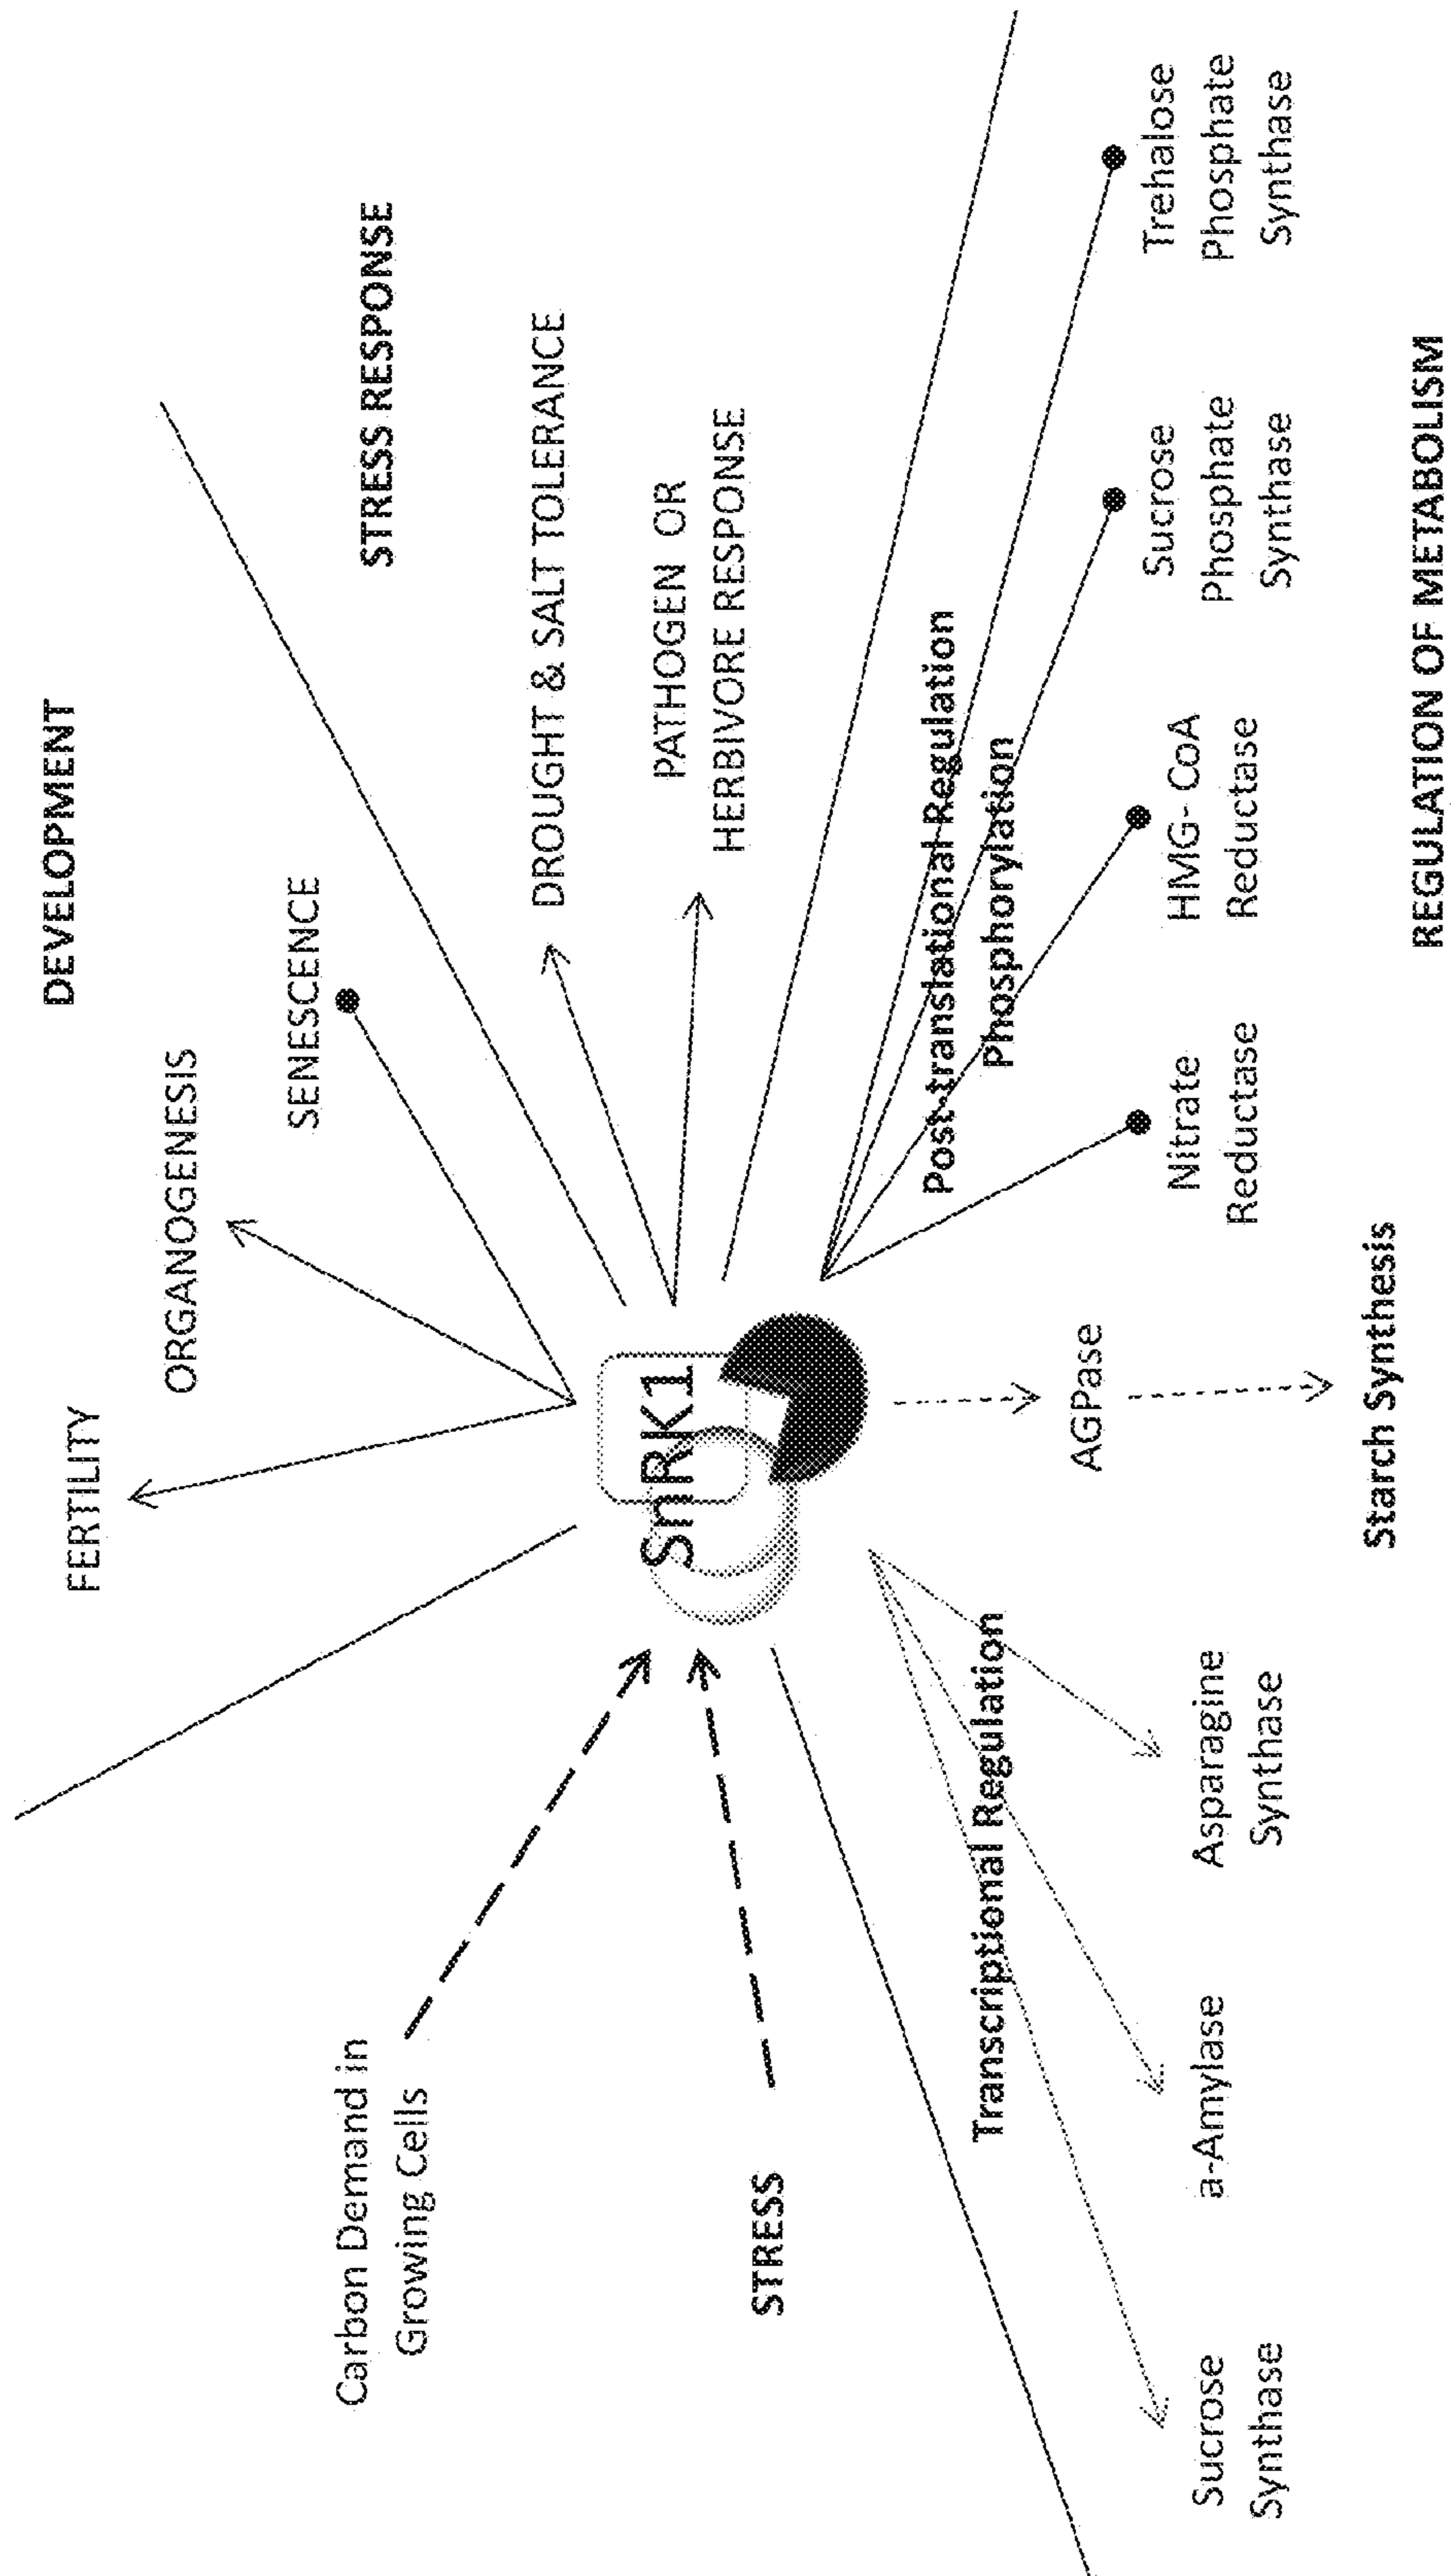 DEVELOPMENT
FERTILITY
ORGANOGENESIS
SENESCENCE
STRESS RESPONSE
DROUGHT & SALT TOLERANCE
PATHOGEN OR
HERBIVORE RESPONSE
Carbon Demand in
Growing Cells
STRESS
SnRK1
Transcriptional Regulation
Post-translational Regulation
Phosphorylation
Sucrose
Synthase
a-Amylase
Asparagine
Synthase
AGPase
Nitrate
Reductase
HMG- CoA
Reductase
Sucrose
Phosphate
Synthase
Trehalose
Phosphate
Synthase
Starch Synthesis
REGULATION OF METABOLISM